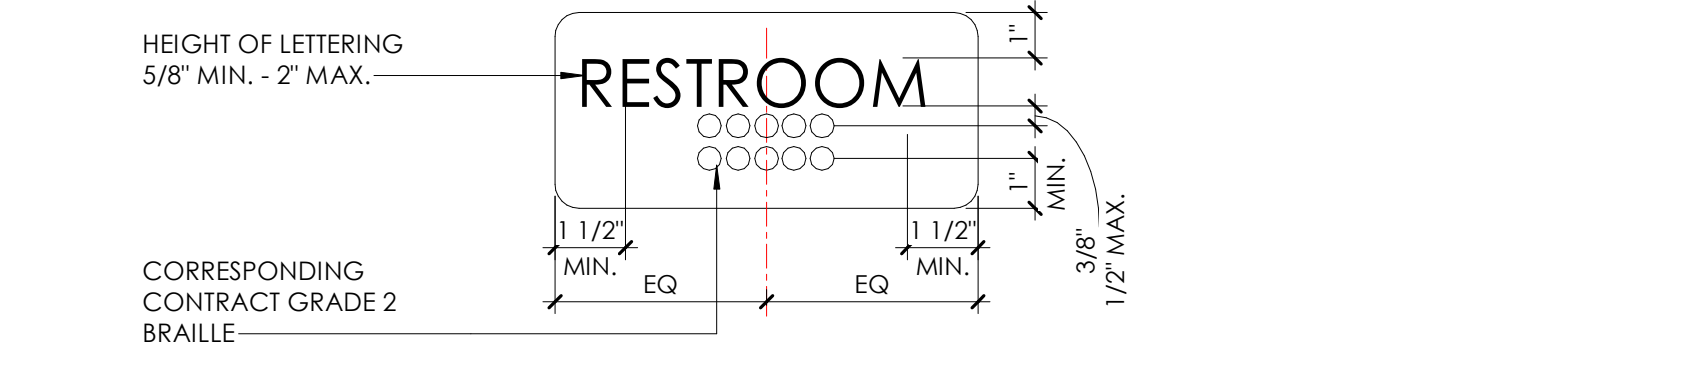 HEIGHT OF LETTERING
5/8" MIN. - 2" MAX.
RESTROOM
1"
1"
MIN.
3/8"
1/2" MAX.
1 1/2"
MIN.
1 1/2"
MIN.
EQ
EQ
CORRESPONDING
CONTRACT GRADE 2
BRAILLE